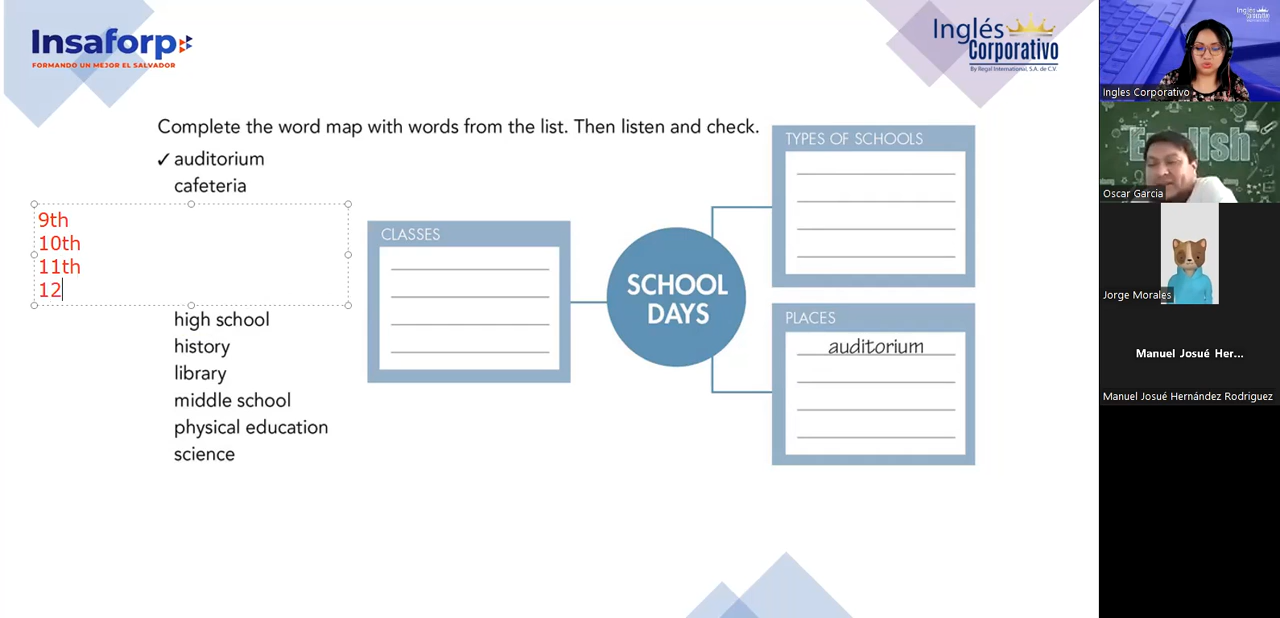 Insaforp
FORMANDO UN MEJOR EL SALVADOR
Inglés
Corporativo
By Regal International, S.A. de C.V.
Complete the word map with words from the list. Then listen and check.
✓ auditorium
cafeteria
9th
10th
11th
12
high school
history
library
middle school
physical education
science
CLASSES
SCHOOL
DAYS
TYPES OF SCHOOLS
PLACES
auditorium
Inglés
Ingles Corporativo
English
Oscar García
Jorge Morales
Manuel Josué Her...
Manuel Josué Hernández Rodriguez